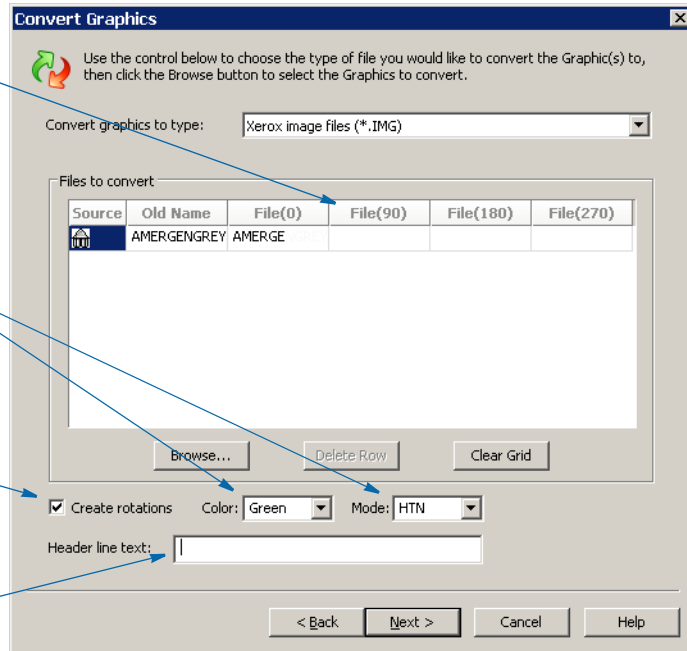 Convert Graphics
Use the control below to choose the type of file you would like to convert the Graphic(s) to,
then click the Browse button to select the Graphics to convert.
Convert graphics to type: Xerox image files (*.IMG)
Files to convert
Source Old Name File(0) File(90) File(180) File(270)
AMERGENGREY AMERGE
Browse... Delete Row Clear Grid
Create rotations Color: Green Mode: HTN
Header line text:
< Back Next > Cancel Help